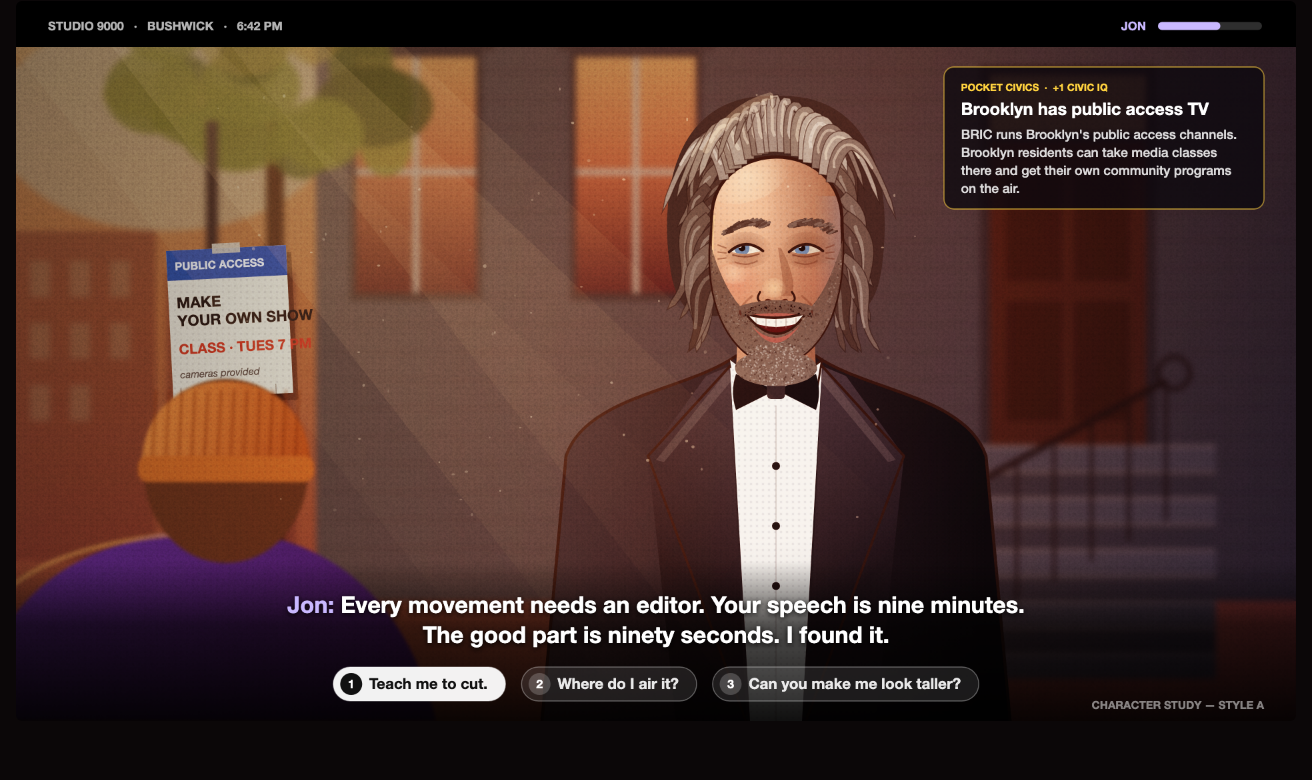 STUDIO 9000 · BUSHWICK · 6:42 PM
JON
POCKET CIVICS · +1 CIVIC IQ
Brooklyn has public access TV
BRIC runs Brooklyn's public access channels.
Brooklyn residents can take media classes
there and get their own community programs
on the air.
PUBLIC ACCESS
MAKE
YOUR OWN SHOW
CLASS · TUES 7 PM
cameras provided
Jon: Every movement needs an editor. Your speech is nine minutes.
The good part is ninety seconds. I found it.
1 Teach me to cut.
2 Where do I air it?
3 Can you make me look taller?
CHARACTER STUDY — STYLE A